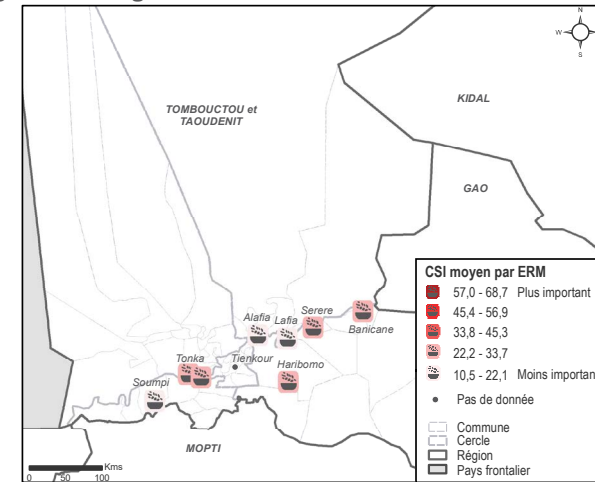 N
W
E
S
TOMBOUCTOU et
TAOUDENIT
KIDAL
GAO
CSI moyen par ERM
57,0 - 68,7 Plus important
45,4 - 56,9
33,8 - 45,3
22,2 - 33,7
10,5 - 22,1 Moins important
Pas de donnée
Commune
Cercle
Région
Pays frontalier
Alafia
Lafia
Serere
Banicane
Tonka
Tienkour
Haribomo
Soumpi
MOPTI
Kms
0 50 100